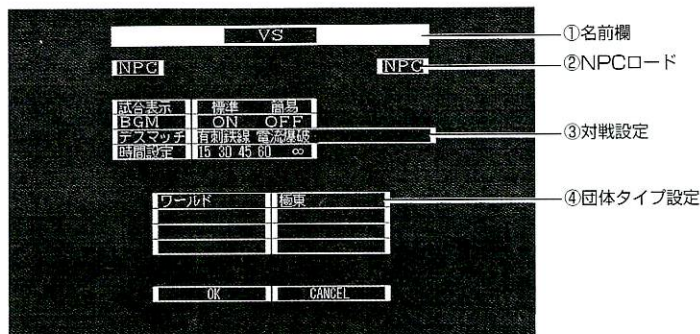 VS ①名前欄
NPC NPC ②NPCロード
試合表示 標準 簡易
BGM ON OFF
デスマッチ 有刺鉄線 電流爆破 ③対戦設定
時間設定 15 30 45 60 ∞
ワールド 極東 ④団体タイプ設定
OK CANCEL